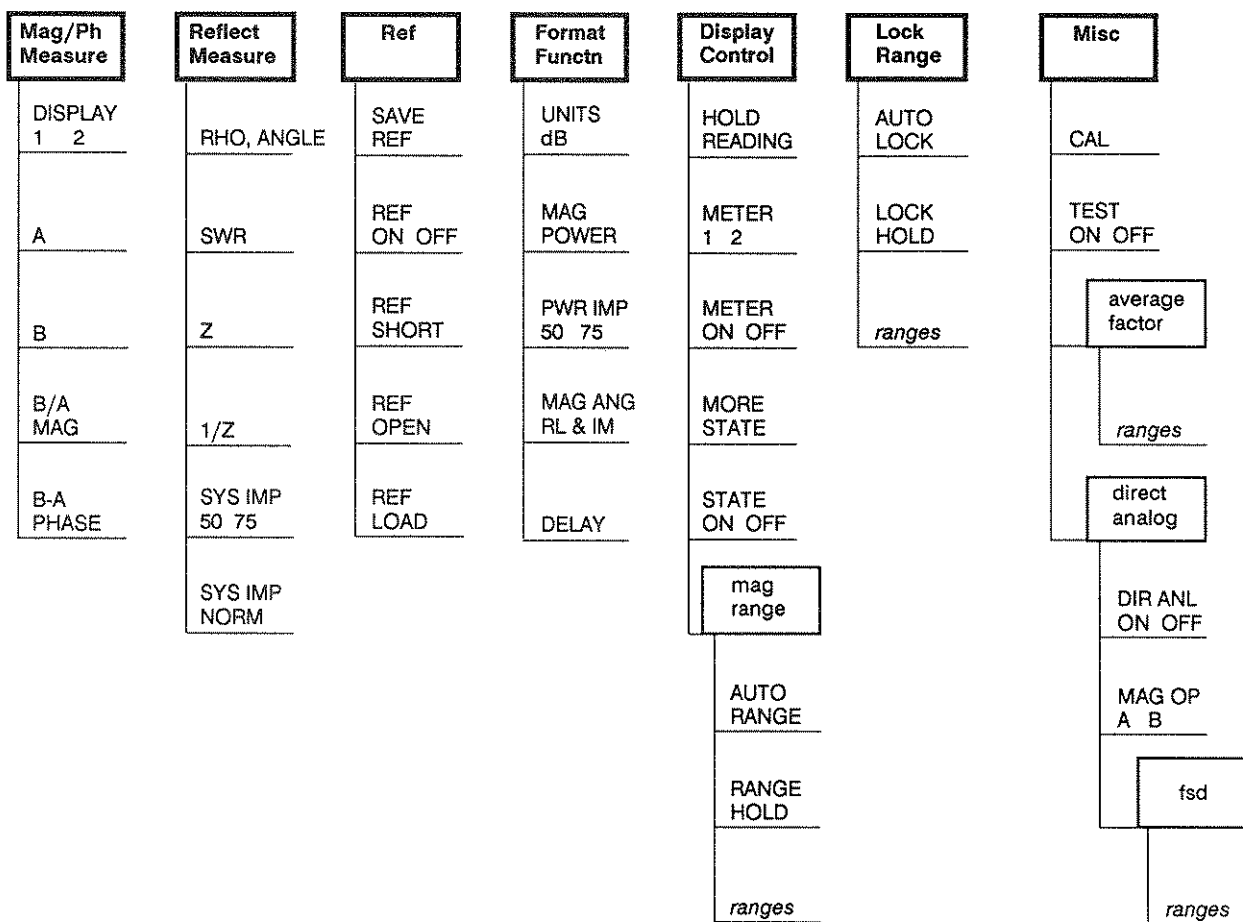 Mag/Ph
Measure
DISPLAY
1 2
A
B
B/A
MAG
B-A
PHASE
Reflect
Measure
RHO, ANGLE
SWR
Z
1/Z
SYS IMP
50 75
SYS IMP
NORM
Ref
SAVE
REF
REF
ON OFF
REF
SHORT
REF
OPEN
REF
LOAD
Format
Functn
UNITS
dB
MAG
POWER
PWR IMP
50 75
MAG ANG
RL & IM
DELAY
Display
Control
HOLD
READING
METER
1 2
METER
ON OFF
MORE
STATE
STATE
ON OFF
mag
range
AUTO
RANGE
RANGE
HOLD
ranges
Lock
Range
AUTO
LOCK
LOCK
HOLD
ranges
Misc
CAL
TEST
ON OFF
average
factor
ranges
direct
analog
DIR ANL
ON OFF
MAG OP
A B
fsd
ranges